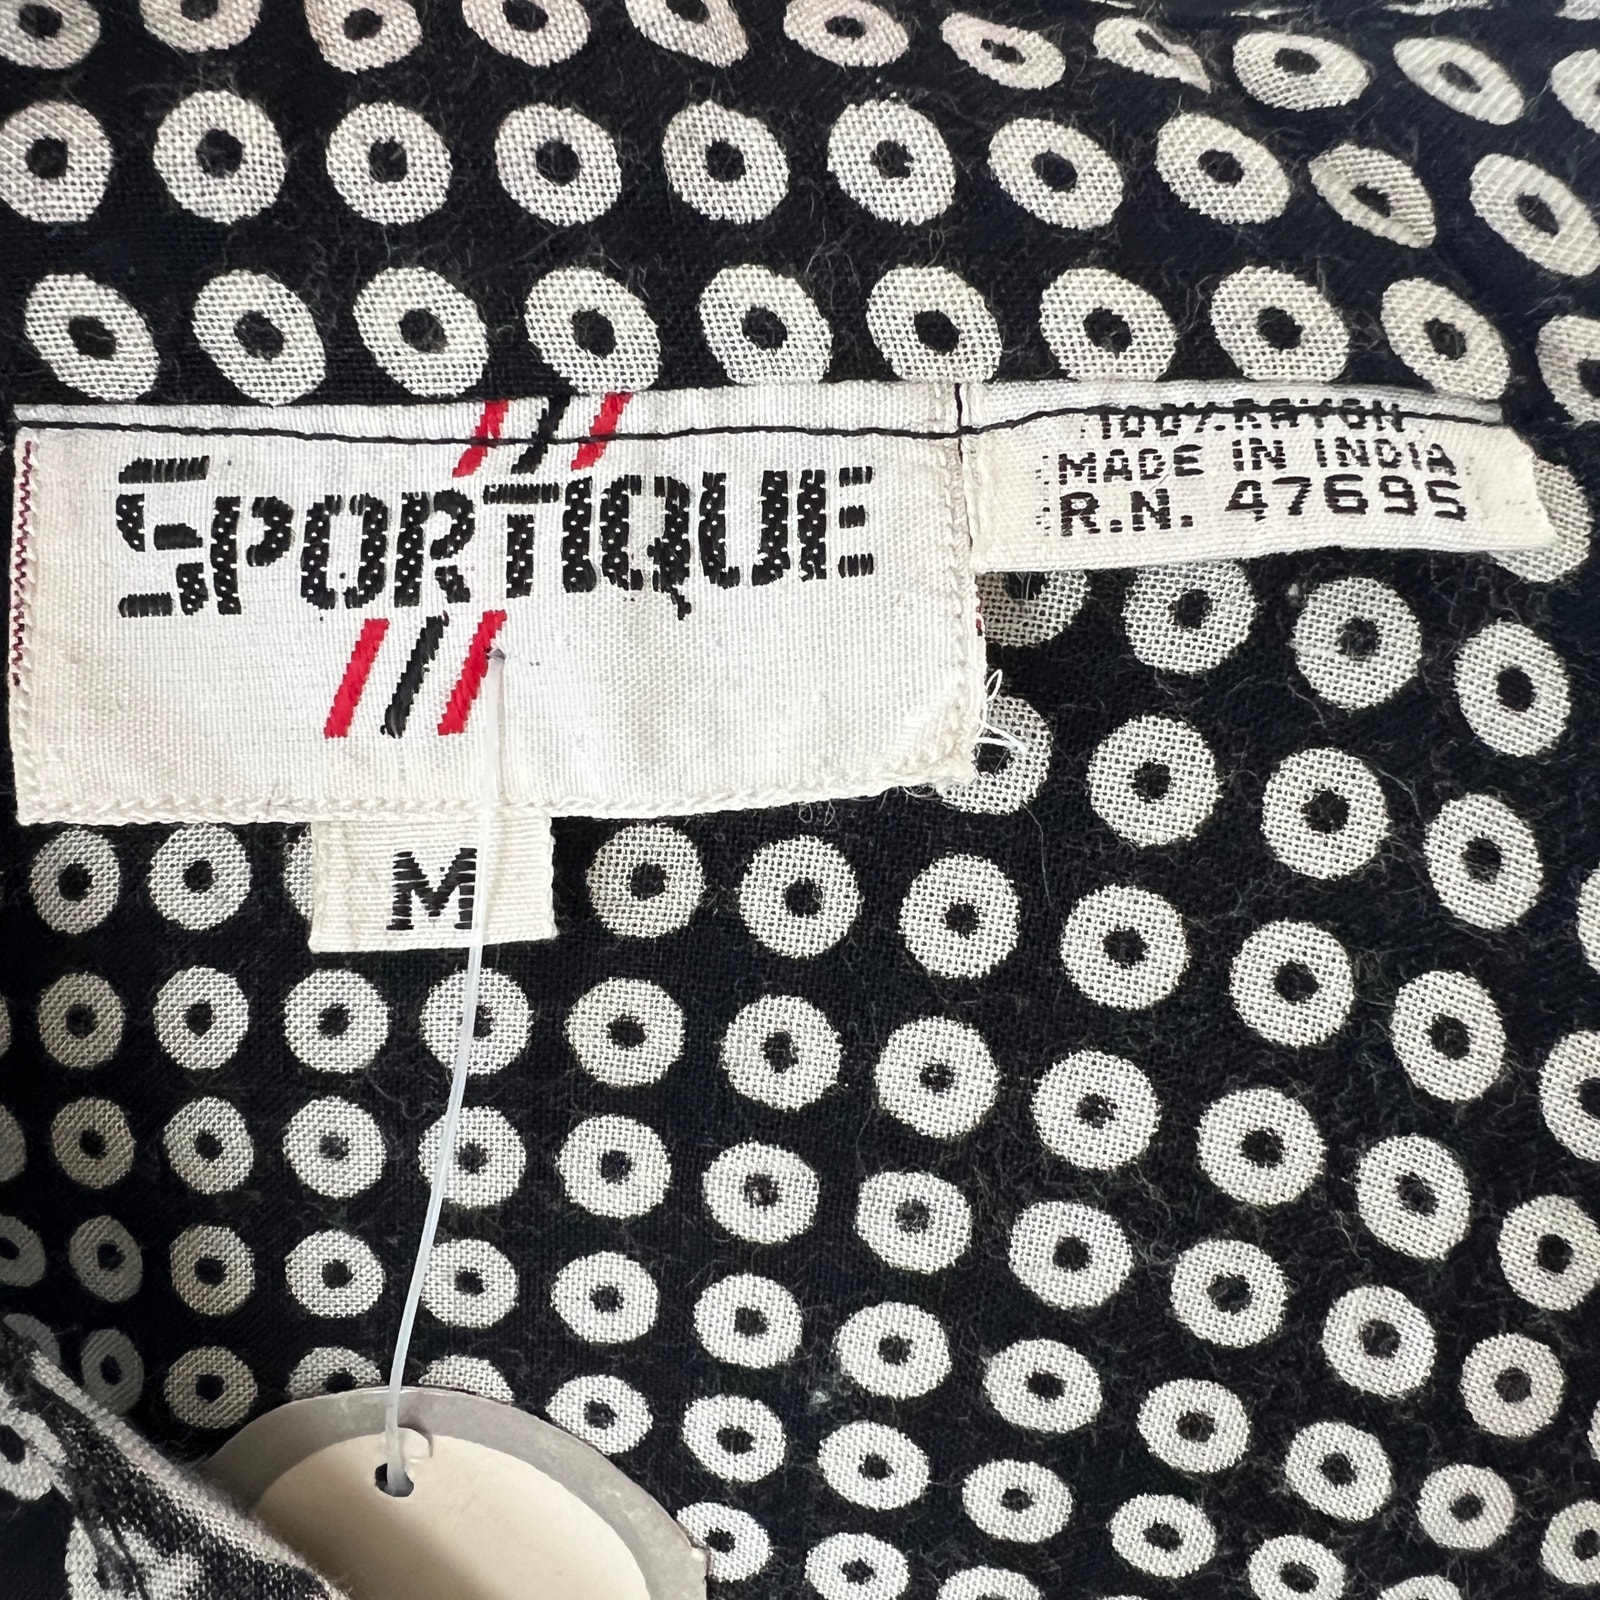 SPORTIQUE
M
100% RAYON
MADE IN INDIA
R.N. 47695